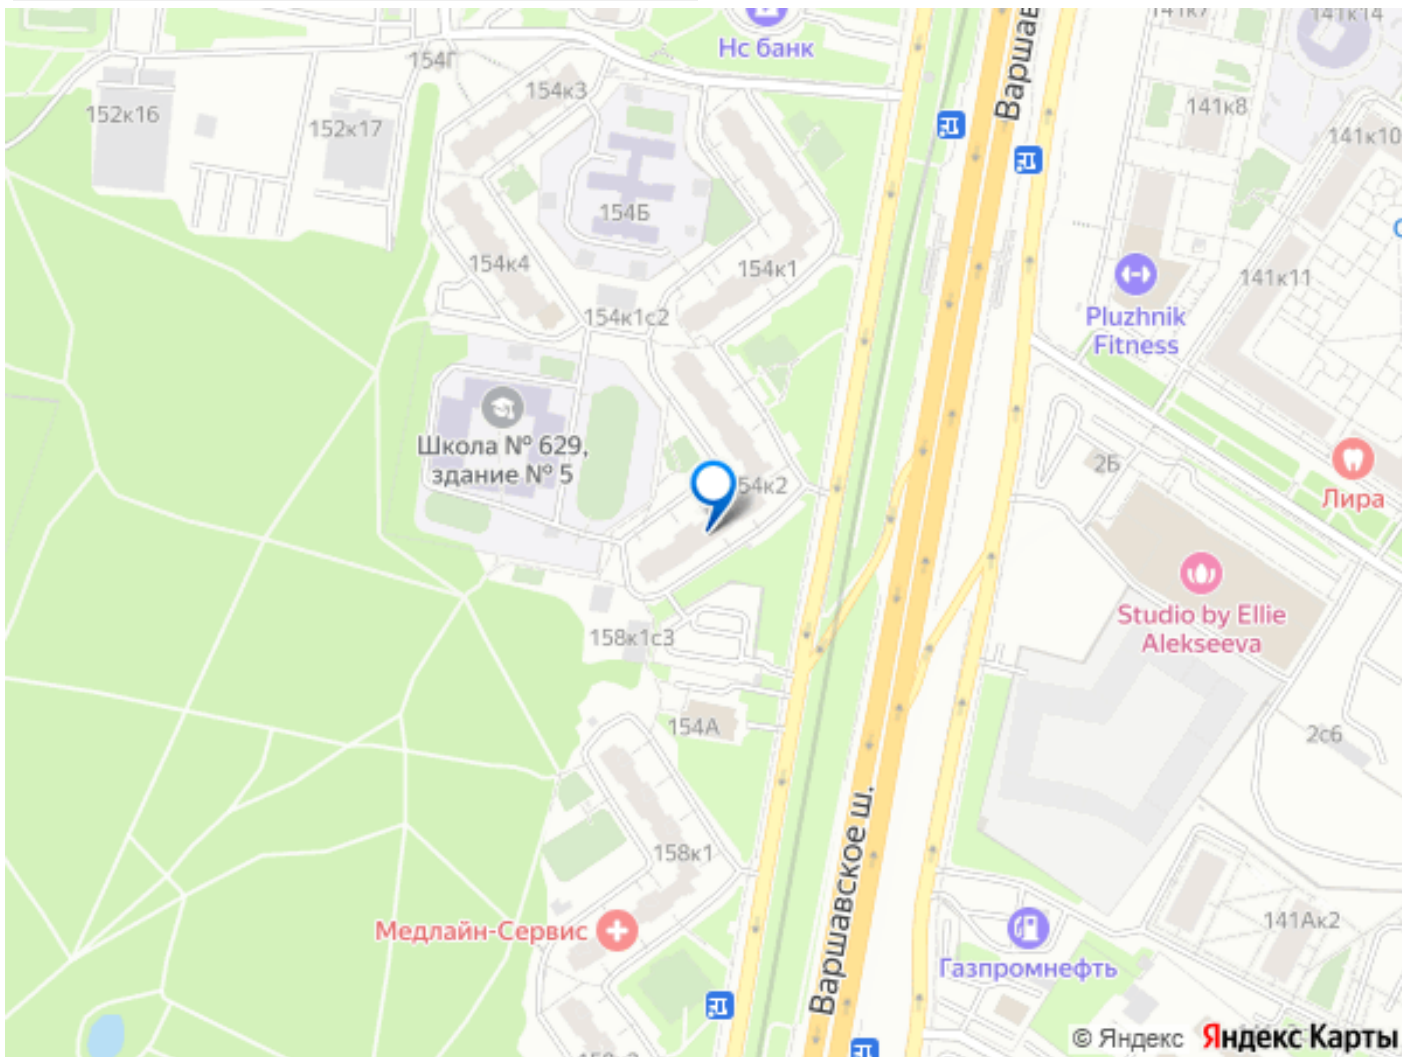 141к7
141к14
Нс банк
Варшав
154Г
154к3
152к16
152к17
141к8
141к10
154Б
154к4
154к1
141к11
154к1с2
Pluzhnik
Fitness
Школа № 629,
здание № 5
54к2
2Б
Лира
Studio by Ellie
Alekseeva
158к1с3
154А
2с6
Варшавское ш.
158к1
Медлайн-Сервис
141Ак2
Газпромнефть
© Яндекс Яндекс Карты